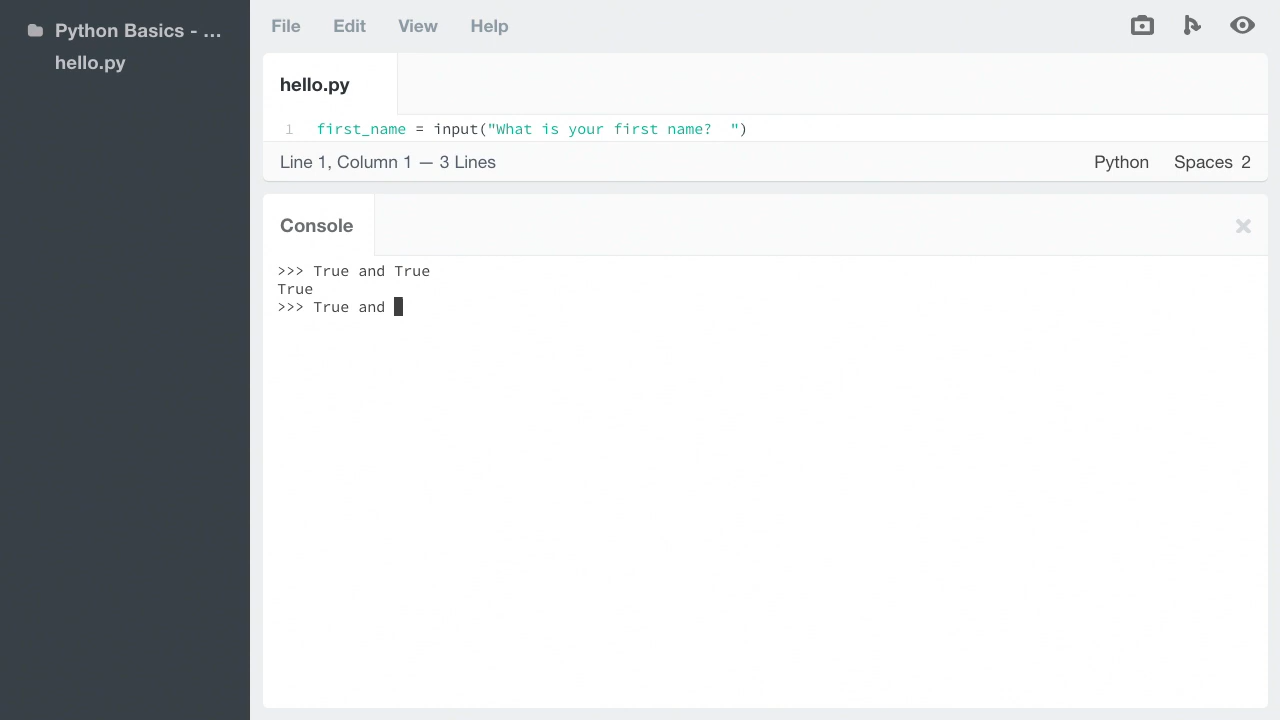 Python Basics - ...
hello.py
File Edit View Help
hello.py
1 first_name = input("What is your first name?  ")
Line 1, Column 1 — 3 Lines
Python Spaces 2
Console
>>> True and True
True
>>> True and